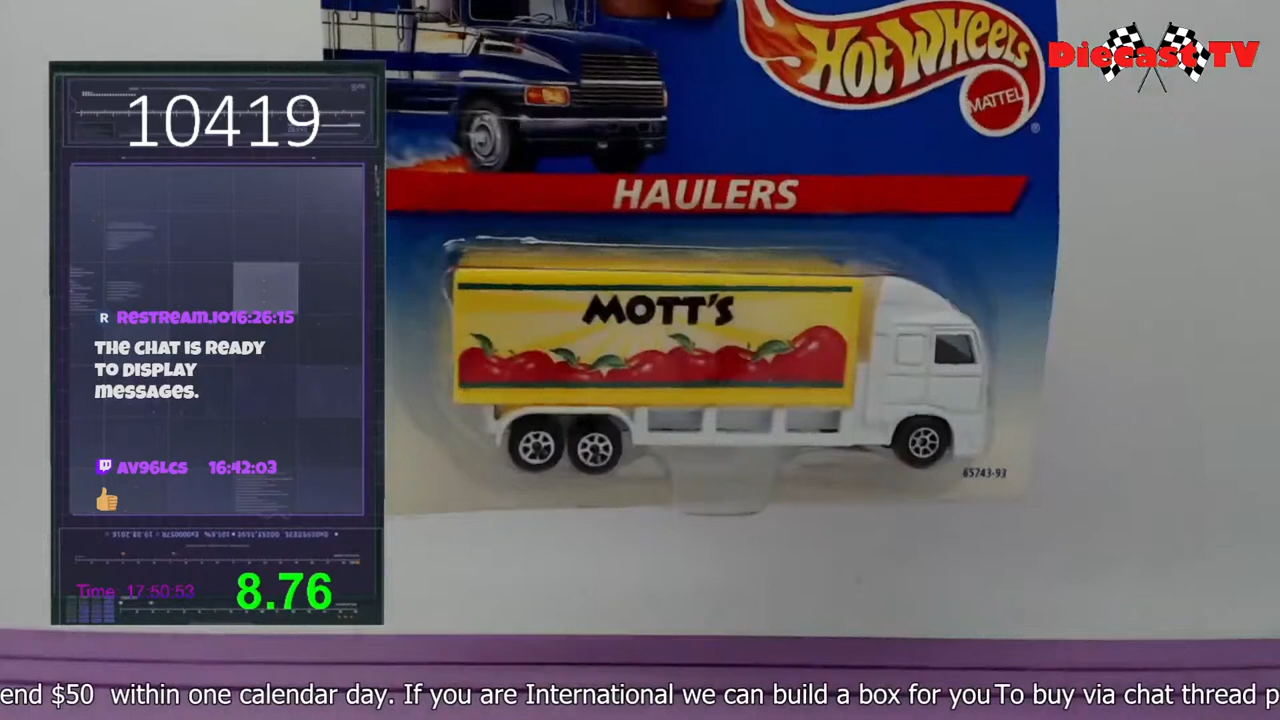 HOT WHEELS
MATTEL
®
Diecast TV
10419
HAULERS
MOTT'S
R Restream.io 16:26:15
The chat is ready
to display
messages.
AV96LCS 16:42:03
👍
65743-93
Time: 17:50:53
8.76
end $50 within one calendar day. If you are International we can build a box for you To buy via chat thread p